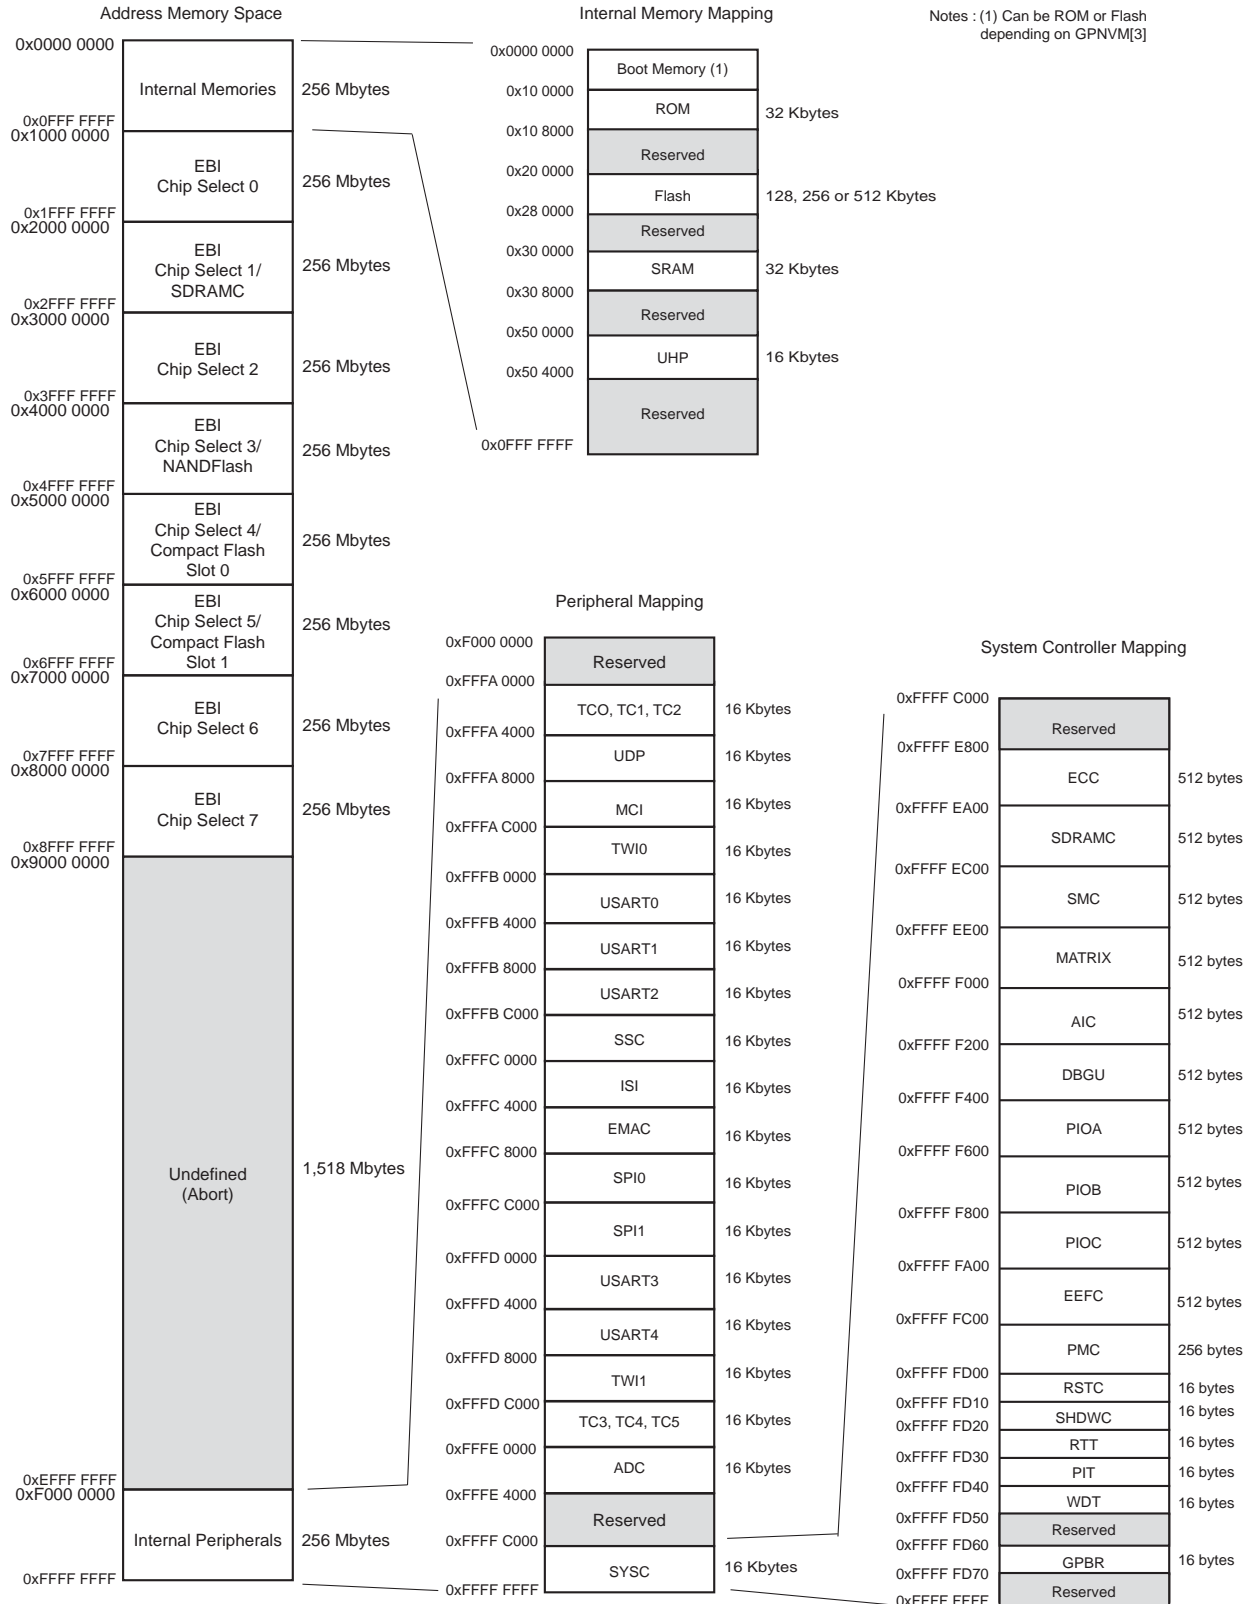 Address Memory Space
0x0000 0000
Internal Memories
256 Mbytes
0x0FFF FFFF
0x1000 0000
EBI
Chip Select 0
256 Mbytes
0x1FFF FFFF
0x2000 0000
EBI
Chip Select 1/
SDRAMC
256 Mbytes
0x2FFF FFFF
0x3000 0000
EBI
Chip Select 2
256 Mbytes
0x3FFF FFFF
0x4000 0000
EBI
Chip Select 3/
NANDFlash
256 Mbytes
0x4FFF FFFF
0x5000 0000
EBI
Chip Select 4/
Compact Flash
Slot 0
256 Mbytes
0x5FFF FFFF
0x6000 0000
EBI
Chip Select 5/
Compact Flash
Slot 1
256 Mbytes
0x6FFF FFFF
0x7000 0000
EBI
Chip Select 6
256 Mbytes
0x7FFF FFFF
0x8000 0000
EBI
Chip Select 7
256 Mbytes
0x8FFF FFFF
0x9000 0000
Undefined
(Abort)
1,518 Mbytes
0xEFFF FFFF
0xF000 0000
Internal Peripherals
256 Mbytes
0xFFFF FFFF
Internal Memory Mapping
0x0000 0000
Boot Memory (1)
0x10 0000
ROM
32 Kbytes
0x10 8000
Reserved
0x20 0000
Flash
128, 256 or 512 Kbytes
0x28 0000
Reserved
0x30 0000
SRAM
32 Kbytes
0x30 8000
Reserved
0x50 0000
UHP
16 Kbytes
0x50 4000
Reserved
0x0FFF FFFF
Notes : (1) Can be ROM or Flash
depending on GPNVM[3]
Peripheral Mapping
0xF000 0000
Reserved
0xFFFA 0000
TCO, TC1, TC2
16 Kbytes
0xFFFA 4000
UDP
16 Kbytes
0xFFFA 8000
MCI
16 Kbytes
0xFFFA C000
TWI0
16 Kbytes
0xFFFB 0000
USART0
16 Kbytes
0xFFFB 4000
USART1
16 Kbytes
0xFFFB 8000
USART2
16 Kbytes
0xFFFB C000
SSC
16 Kbytes
0xFFFC 0000
ISI
16 Kbytes
0xFFFC 4000
EMAC
16 Kbytes
0xFFFC 8000
SPI0
16 Kbytes
0xFFFC C000
SPI1
16 Kbytes
0xFFFD 0000
USART3
16 Kbytes
0xFFFD 4000
USART4
16 Kbytes
0xFFFD 8000
TWI1
16 Kbytes
0xFFFD C000
TC3, TC4, TC5
16 Kbytes
0xFFFE 0000
ADC
16 Kbytes
0xFFFE 4000
Reserved
0xFFFF C000
SYSC
16 Kbytes
0xFFFF FFFF
System Controller Mapping
0xFFFF C000
Reserved
0xFFFF E800
ECC
512 bytes
0xFFFF EA00
SDRAMC
512 bytes
0xFFFF EC00
SMC
512 bytes
0xFFFF EE00
MATRIX
512 bytes
0xFFFF F000
AIC
512 bytes
0xFFFF F200
DBGU
512 bytes
0xFFFF F400
PIOA
512 bytes
0xFFFF F600
PIOB
512 bytes
0xFFFF F800
PIOC
512 bytes
0xFFFF FA00
EEFC
512 bytes
0xFFFF FC00
PMC
256 bytes
0xFFFF FD00
RSTC
16 bytes
0xFFFF FD10
SHDWC
16 bytes
0xFFFF FD20
RTT
16 bytes
0xFFFF FD30
PIT
16 bytes
0xFFFF FD40
WDT
16 bytes
0xFFFF FD50
Reserved
0xFFFF FD60
GPBR
16 bytes
0xFFFF FD70
Reserved
0xFFFF FFFF